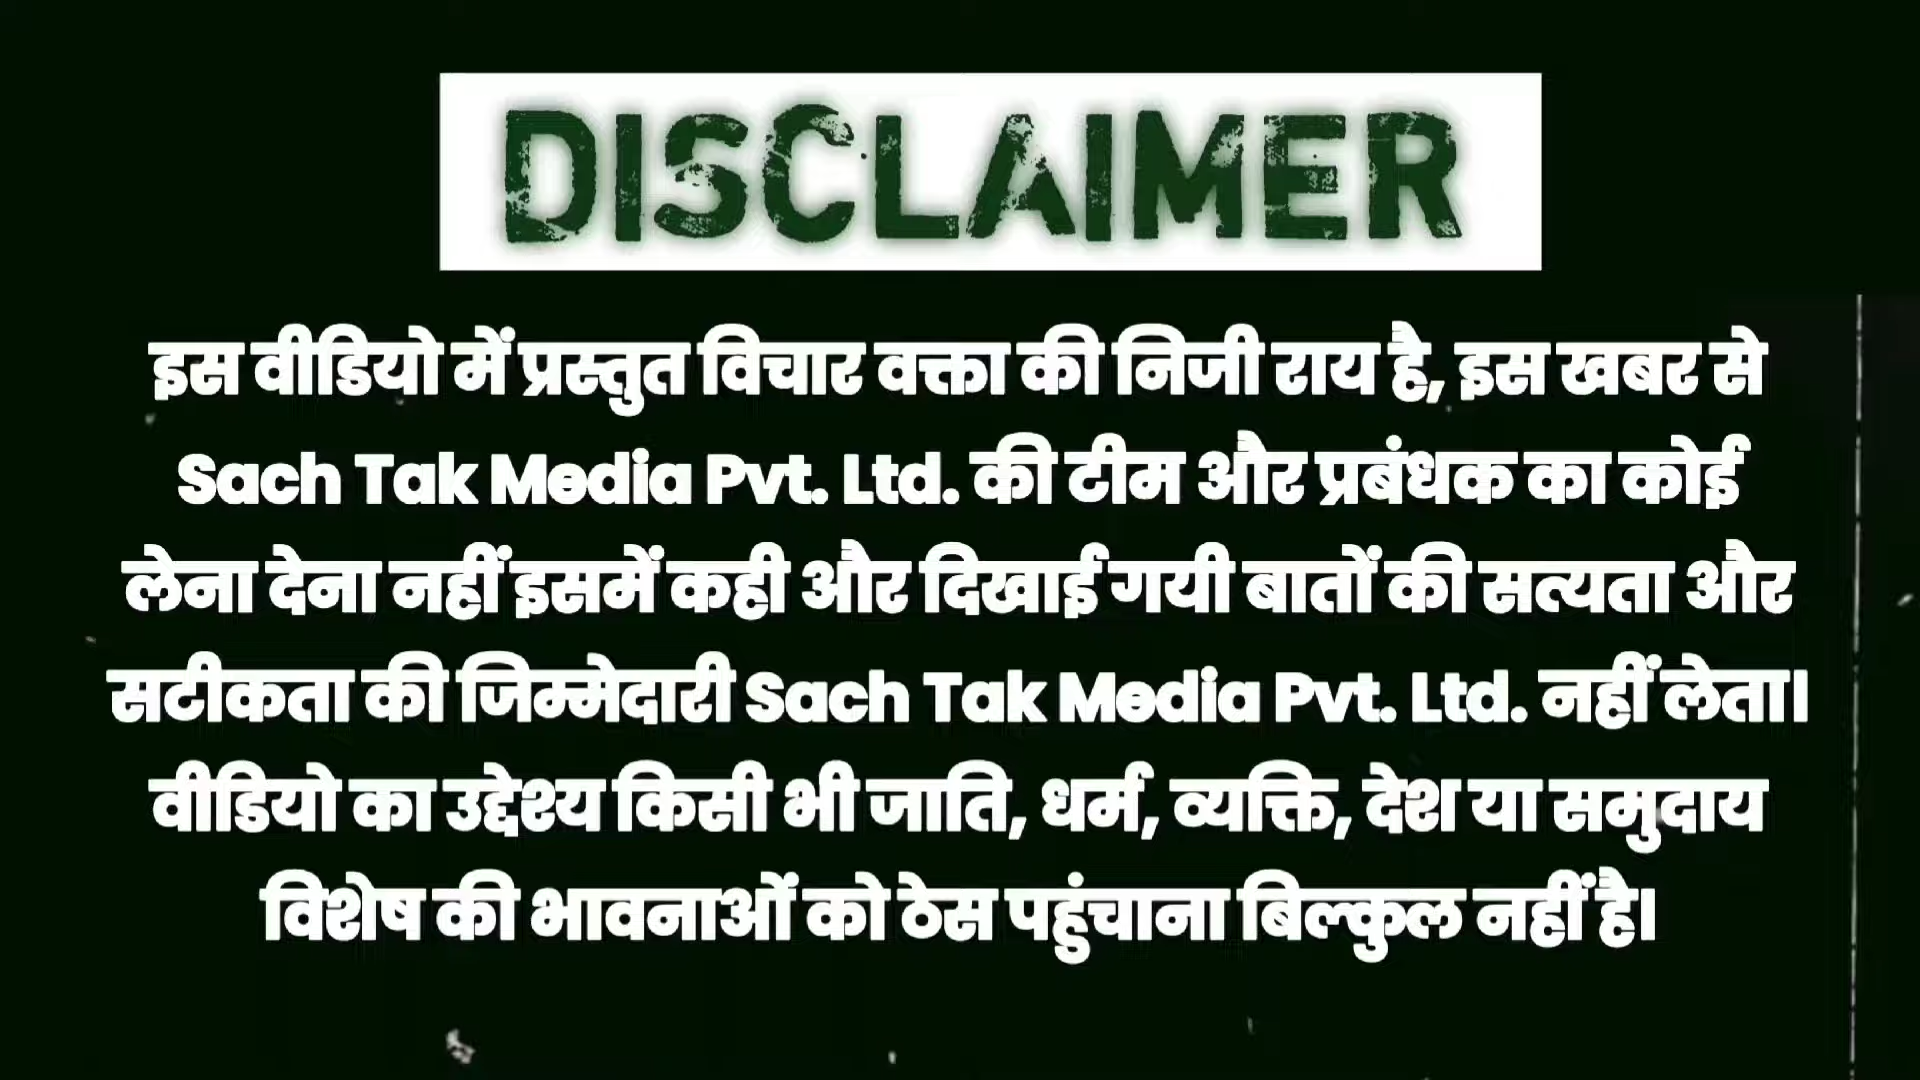 DISCLAIMER
इस वीडियो में प्रस्तुत विचार वक्ता की निजी राय है, इस खबर से
Sach Tak Media Pvt. Ltd. की टीम और प्रबंधक का कोई
लेना देना नहीं इसमें कही और दिखाई गयी बातों की सत्यता और
सटीकता की जिम्मेदारी Sach Tak Media Pvt. Ltd. नहीं लेता।
वीडियो का उद्देश्य किसी भी जाति, धर्म, व्यक्ति, देश या समुदाय
विशेष की भावनाओं को ठेस पहुंचाना बिल्कुल नहीं है।